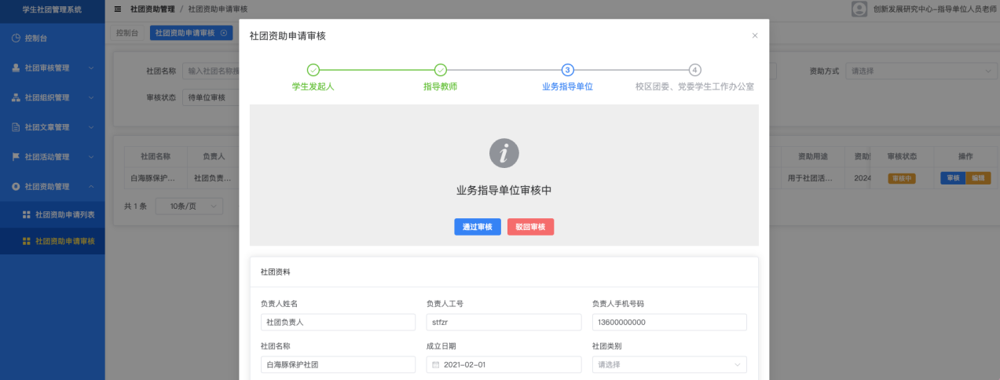 学生社团管理系统
社团资助管理 / 社团资助申请审核
创新发展研究中心-指导单位人员老师
控制台
社团审核管理
社团组织管理
社团文章管理
社团活动管理
社团资助管理
社团资助申请列表
社团资助申请审核
控制台
社团资助申请审核
社团名称
输入社团名称搜
资助方式
请选择
审核状态
待单位审核
社团名称 负责人 资助用途 资助 审核状态 操作
白海豚保护... 社团负责... 用于社团活... 2024 审核中 审核 编辑
共 1 条
10条/页
社团资助申请审核
3 4
学生发起人 指导教师 业务指导单位 校区团委、党委学生工作办公室
i
业务指导单位审核中
通过审核 驳回审核
社团资料
负责人姓名 负责人工号 负责人手机号码
社团负责人 stfzr 13600000000
社团名称 成立日期 社团类别
白海豚保护社团 2021-02-01 请选择